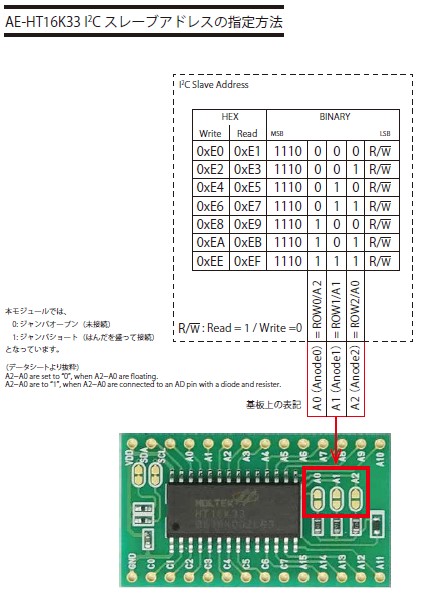 AE-HT16K33 I²C スレーブアドレスの指定方法
I²C Slave Address
HEX BINARY
Write Read MSB LSB
0xE0 0xE1 1110 0 0 0 R/W̅
0xE2 0xE3 1110 0 0 1 R/W̅
0xE4 0xE5 1110 0 1 0 R/W̅
0xE6 0xE7 1110 0 1 1 R/W̅
0xE8 0xE9 1110 1 0 0 R/W̅
0xEA 0xEB 1110 1 0 1 R/W̅
0xEE 0xEF 1110 1 1 1 R/W̅
R/W̅ : Read = 1 / Write =0
A0 (Anode0) = ROW0/A2
A1 (Anode1) = ROW1/A1
A2 (Anode2) = ROW2/A0
本モジュールでは、
0: ジャンパオープン（未接続）
1: ジャンパショート（はんだを盛って接続）
となっています。
（データシートより抜粋）
A2~A0 are set to "0", when A2~A0 are floating.
A2~A0 are to "1", when A2~A0 are connected to an AD pin with a diode and resister.
基板上の表記
VDD SDA SCL A0 A1 A2 A3 A4 A5 A6 A7 A8 A9 A10
A0 A1 A2
HOLTEK
HT16K33
GND C0 C1 C2 C3 C4 C5 C6 C7 A15 A14 A13 A12 A11